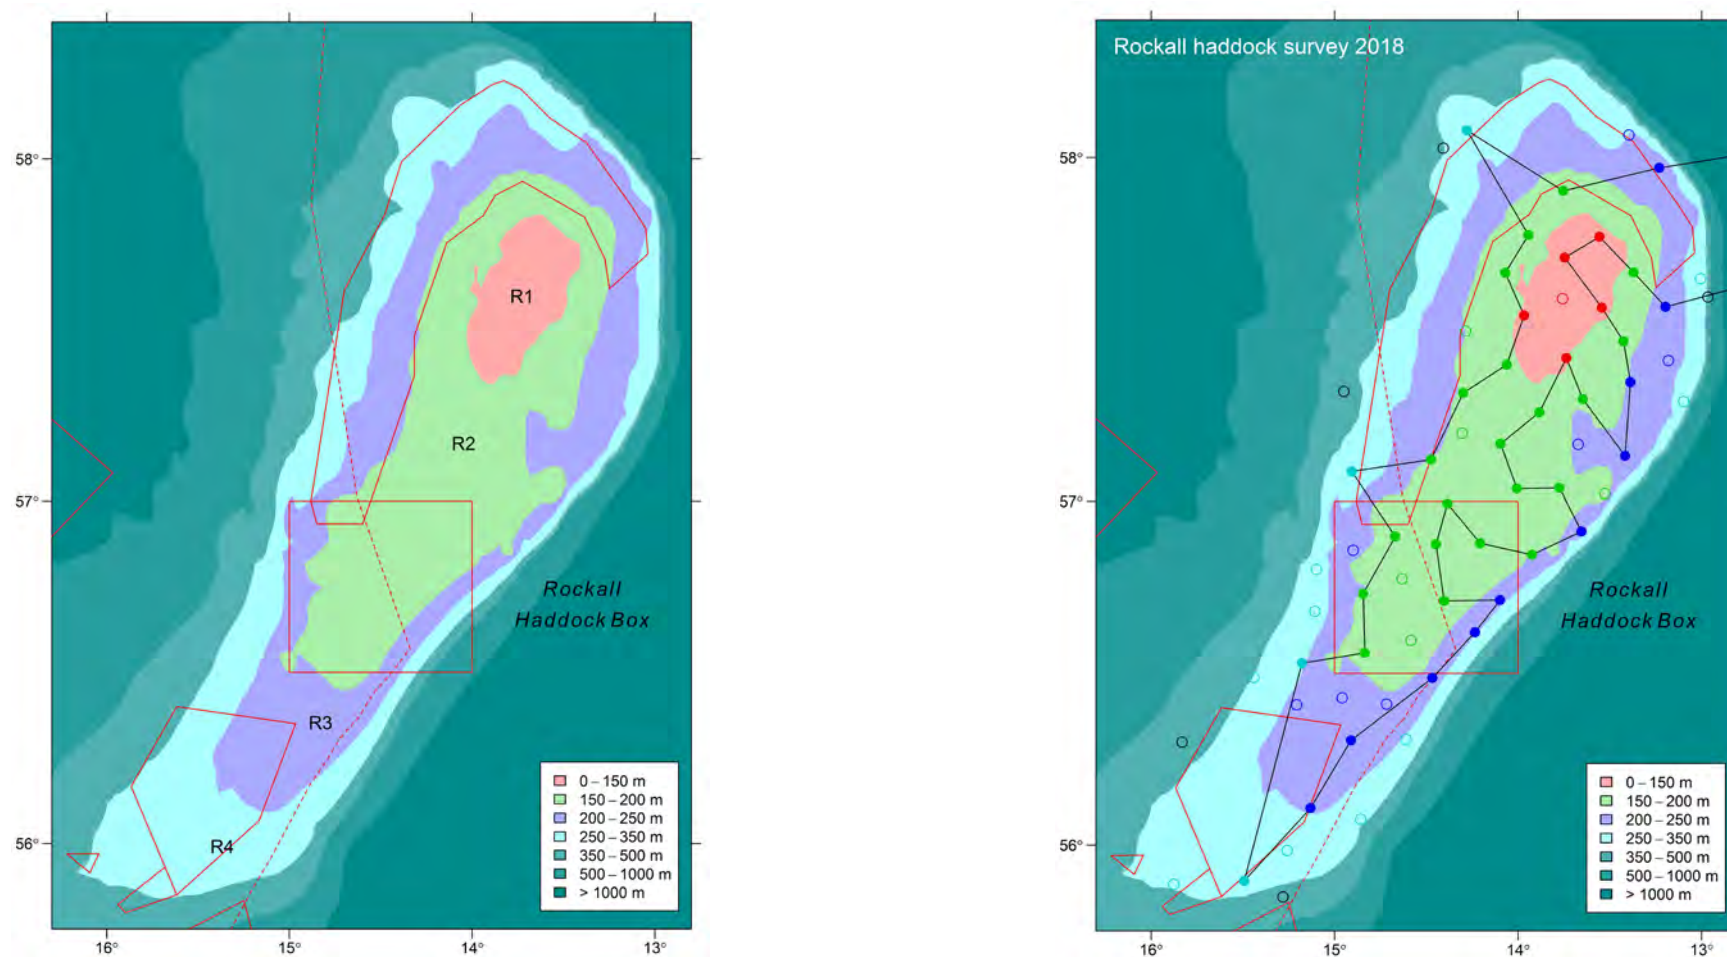 58°
57°
56°
16°
15°
14°
13°
R1
R2
R3
R4
Rockall
Haddock Box
0 – 150 m
150 – 200 m
200 – 250 m
250 – 350 m
350 – 500 m
500 – 1000 m
> 1000 m
Rockall haddock survey 2018
58°
57°
56°
16°
15°
14°
13°
Rockall
Haddock Box
0 – 150 m
150 – 200 m
200 – 250 m
250 – 350 m
350 – 500 m
500 – 1000 m
> 1000 m